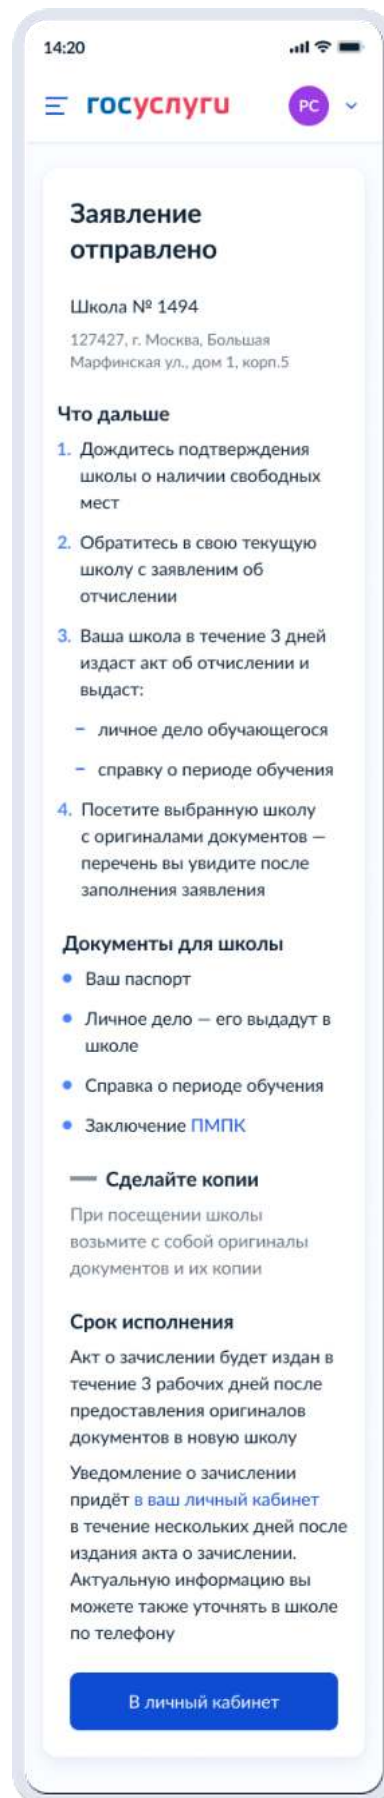 14:20
госуслуги
РС
Заявление
отправлено
Школа № 1494
127427, г. Москва, Большая
Марфинская ул., дом 1, корп.5
Что дальше
1. Дождитесь подтверждения
школы о наличии свободных
мест
2. Обратитесь в свою текущую
школу с заявленим об
отчислении
3. Ваша школа в течение 3 дней
издаст акт об отчислении и
выдаст:
– личное дело обучающегося
– справку о периоде обучения
4. Посетите выбранную школу
с оригиналами документов —
перечень вы увидите после
заполнения заявления
Документы для школы
• Ваш паспорт
• Личное дело — его выдадут в
школе
• Справка о периоде обучения
• Заключение ПМПК
— Сделайте копии
При посещении школы
возьмите с собой оригиналы
документов и их копии
Срок исполнения
Акт о зачислении будет издан в
течение 3 рабочих дней после
предоставления оригиналов
документов в новую школу
Уведомление о зачислении
придёт в ваш личный кабинет
в течение нескольких дней после
издания акта о зачислении.
Актуальную информацию вы
можете также уточнять в школе
по телефону
В личный кабинет